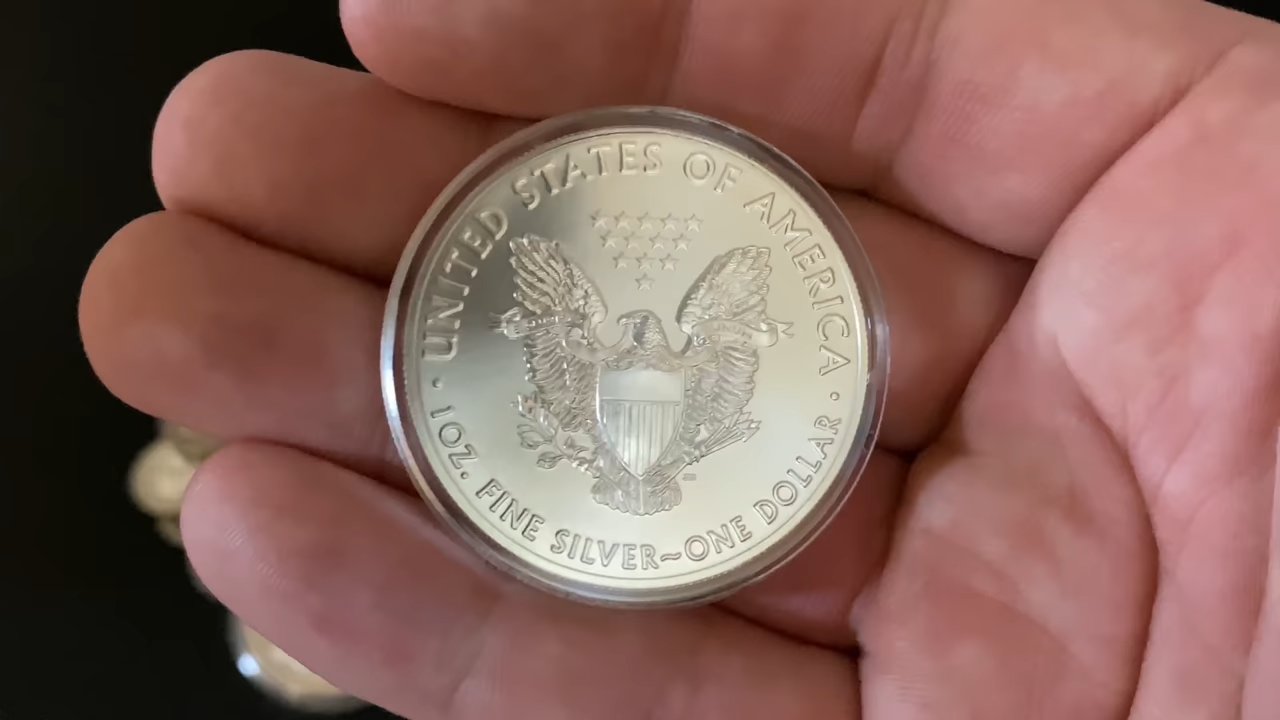 UNITED STATES OF AMERICA
· 1 OZ. FINE SILVER~ONE DOLLAR ·